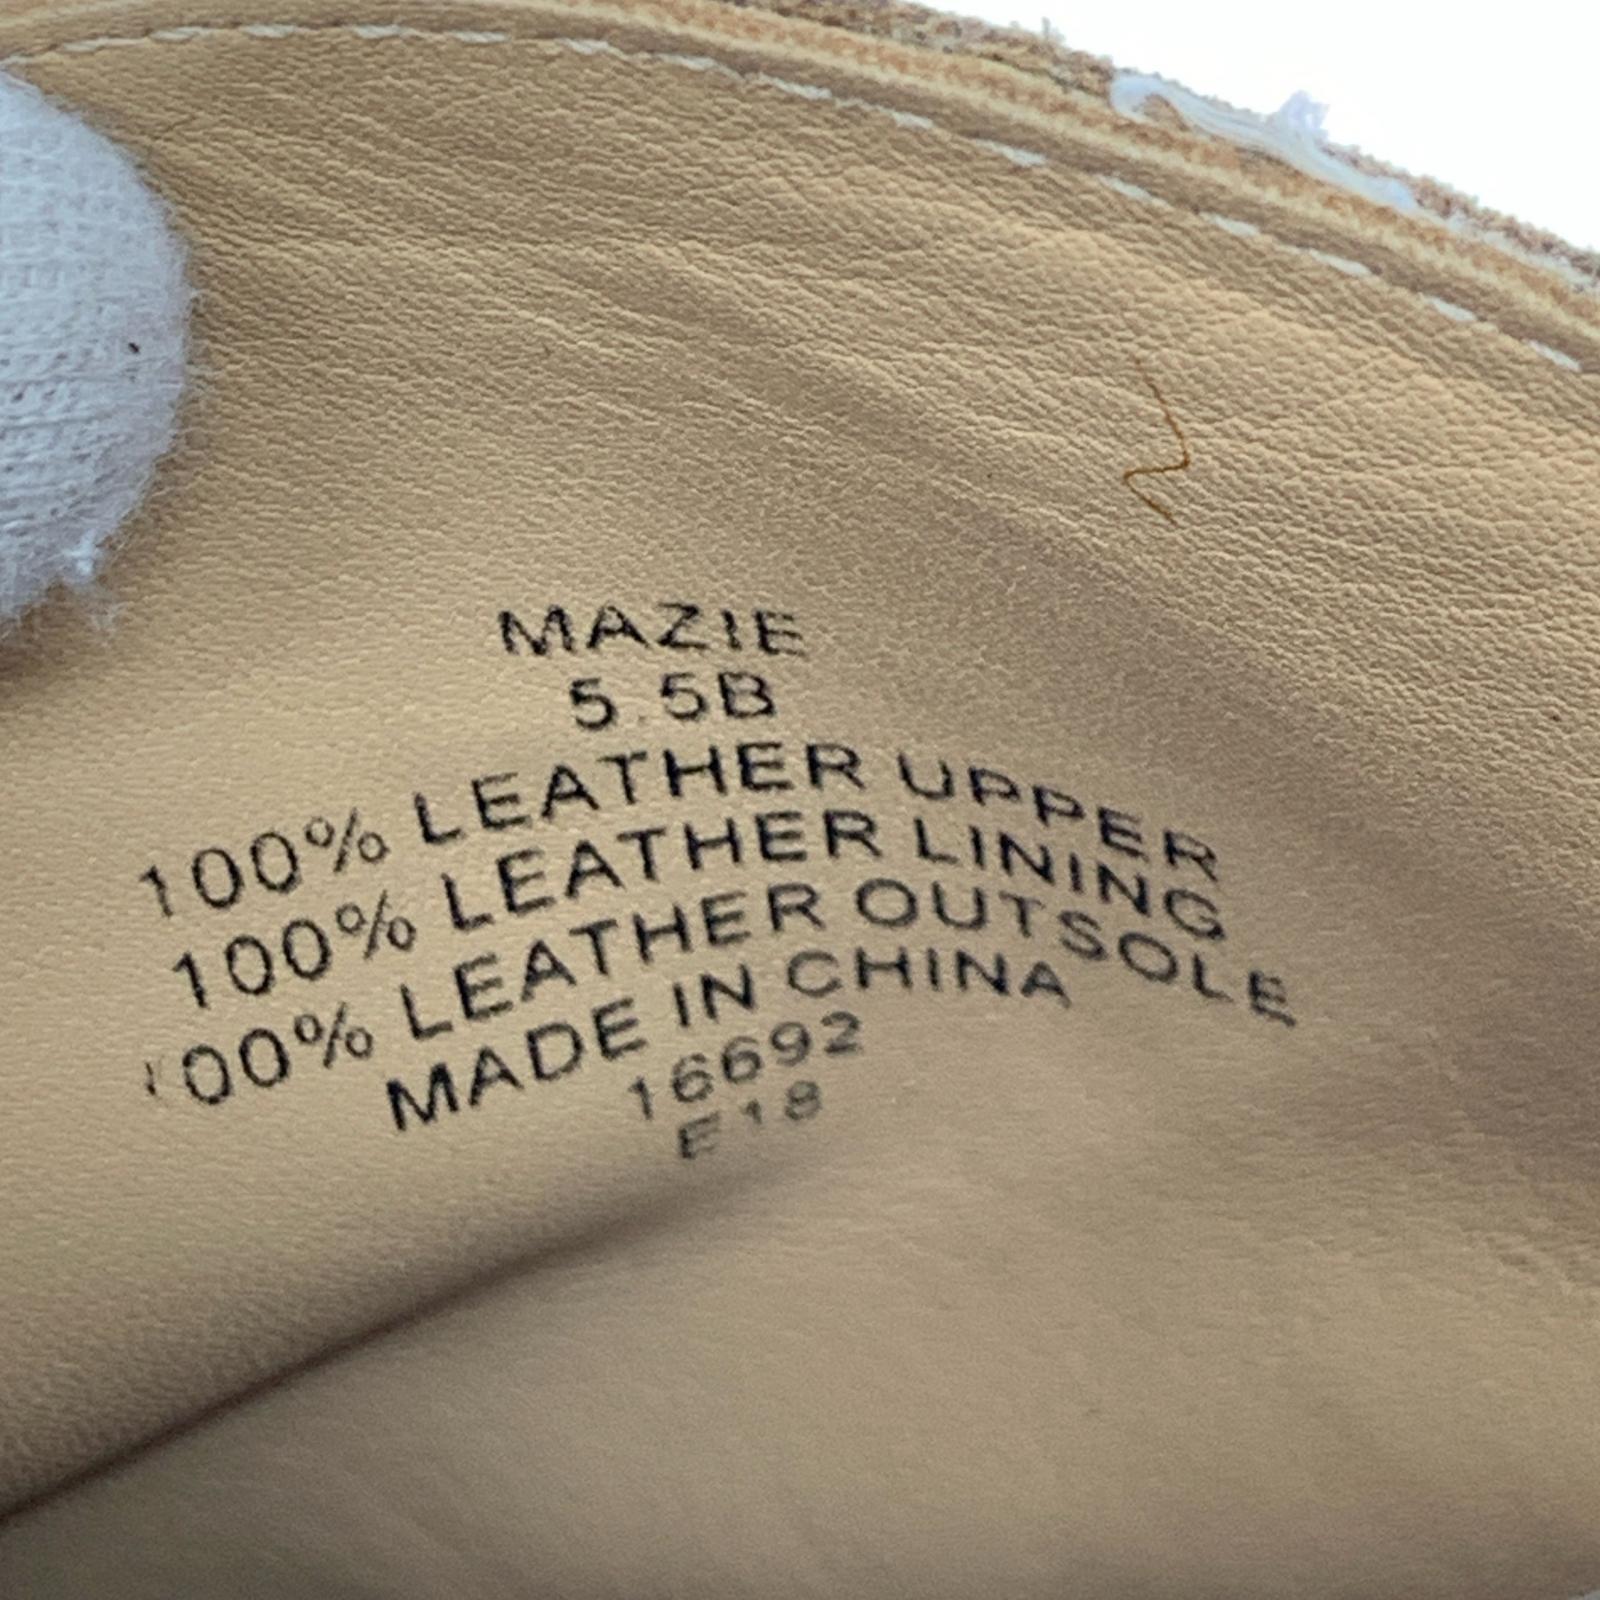 MAZIE
5.5B
100% LEATHER UPPER
100% LEATHER LINING
100% LEATHER OUTSOLE
MADE IN CHINA
16692
E18